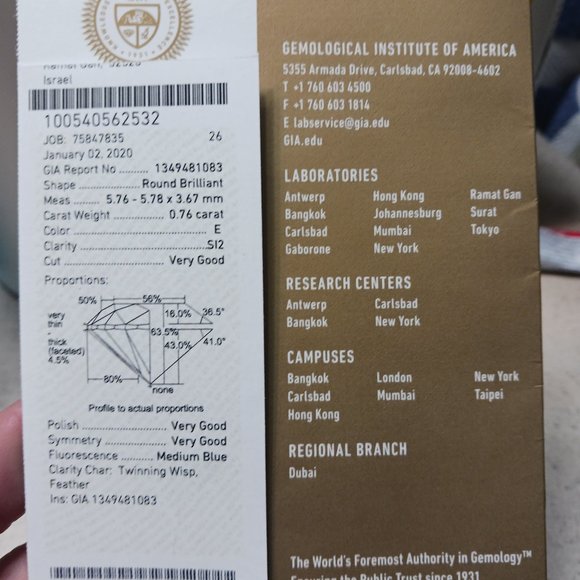 Israel
100540562532
JOB: 75847835 26
January 02, 2020
GIA Report No .......... 1349481083
Shape .................. Round Brilliant
Meas ........ 5.76 - 5.78 x 3.67 mm
Carat Weight .............. 0.76 carat
Color .......................................... E
Clarity ...................................... SI2
Cut ............................. Very Good
Proportions:
50% 56%
very thin - thick (faceted) 4.5%
16.0% 36.5°
63.5%
43.0% 41.0°
80%
none
Profile to actual proportions
Polish ......................... Very Good
Symmetry ................... Very Good
Fluorescence ........... Medium Blue
Clarity Char: Twinning Wisp,
Feather
Ins: GIA 1349481083
GEMOLOGICAL INSTITUTE OF AMERICA
5355 Armada Drive, Carlsbad, CA 92008-4602
T +1 760 603 4500
F +1 760 603 1814
E labservice@gia.edu
GIA.edu
LABORATORIES
Antwerp Hong Kong Ramat Gan
Bangkok Johannesburg Surat
Carlsbad Mumbai Tokyo
Gaborone New York
RESEARCH CENTERS
Antwerp Carlsbad
Bangkok New York
CAMPUSES
Bangkok London New York
Carlsbad Mumbai Taipei
Hong Kong
REGIONAL BRANCH
Dubai
The World's Foremost Authority in Gemology™
Ensuring the Public Trust since 1931